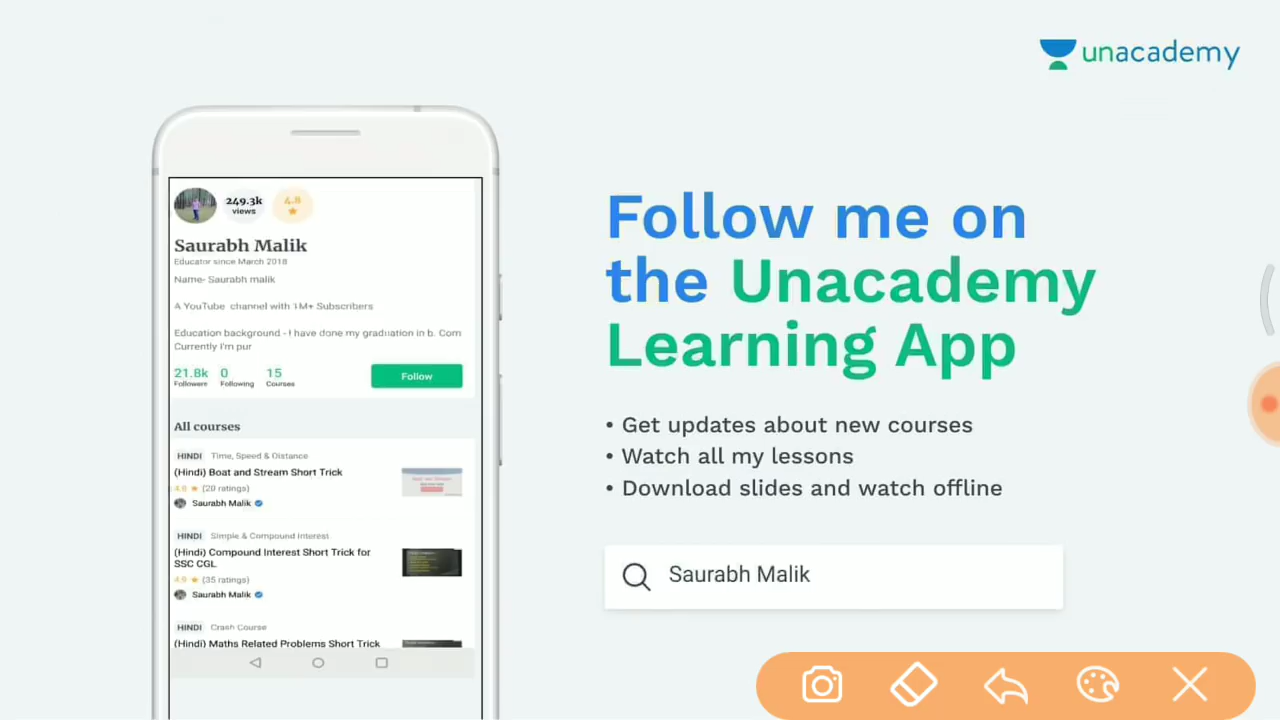 unacademy
249.3k
views
4.8
Saurabh Malik
Educator since March 2018
Name- Saurabh malik
A YouTube channel with 1M+ Subscribers
Education background - I have done my graduation in b. Com
Currently I'm pur
21.8k 0 15
Followers Following Courses
Follow
All courses
HINDI Time, Speed & Distance
(Hindi) Boat and Stream Short Trick
4.8 ★ (20 ratings)
Saurabh Malik
HINDI Simple & Compound Interest
(Hindi) Compound Interest Short Trick for
SSC CGL
4.9 ★ (35 ratings)
Saurabh Malik
HINDI Crash Course
(Hindi) Maths Related Problems Short Trick
Follow me on
the Unacademy
Learning App
• Get updates about new courses
• Watch all my lessons
• Download slides and watch offline
Saurabh Malik